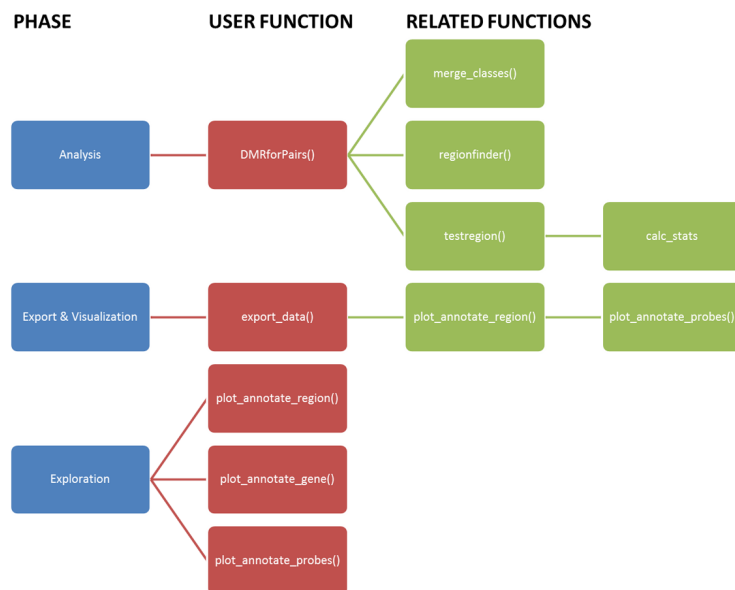 PHASE USER FUNCTION RELATED FUNCTIONS
merge_classes()
Analysis DMRforPairs() regionfinder()
testregion() calc_stats
Export & Visualization export_data() plot_annotate_region() plot_annotate_probes()
plot_annotate_region()
Exploration plot_annotate_gene()
plot_annotate_probes()